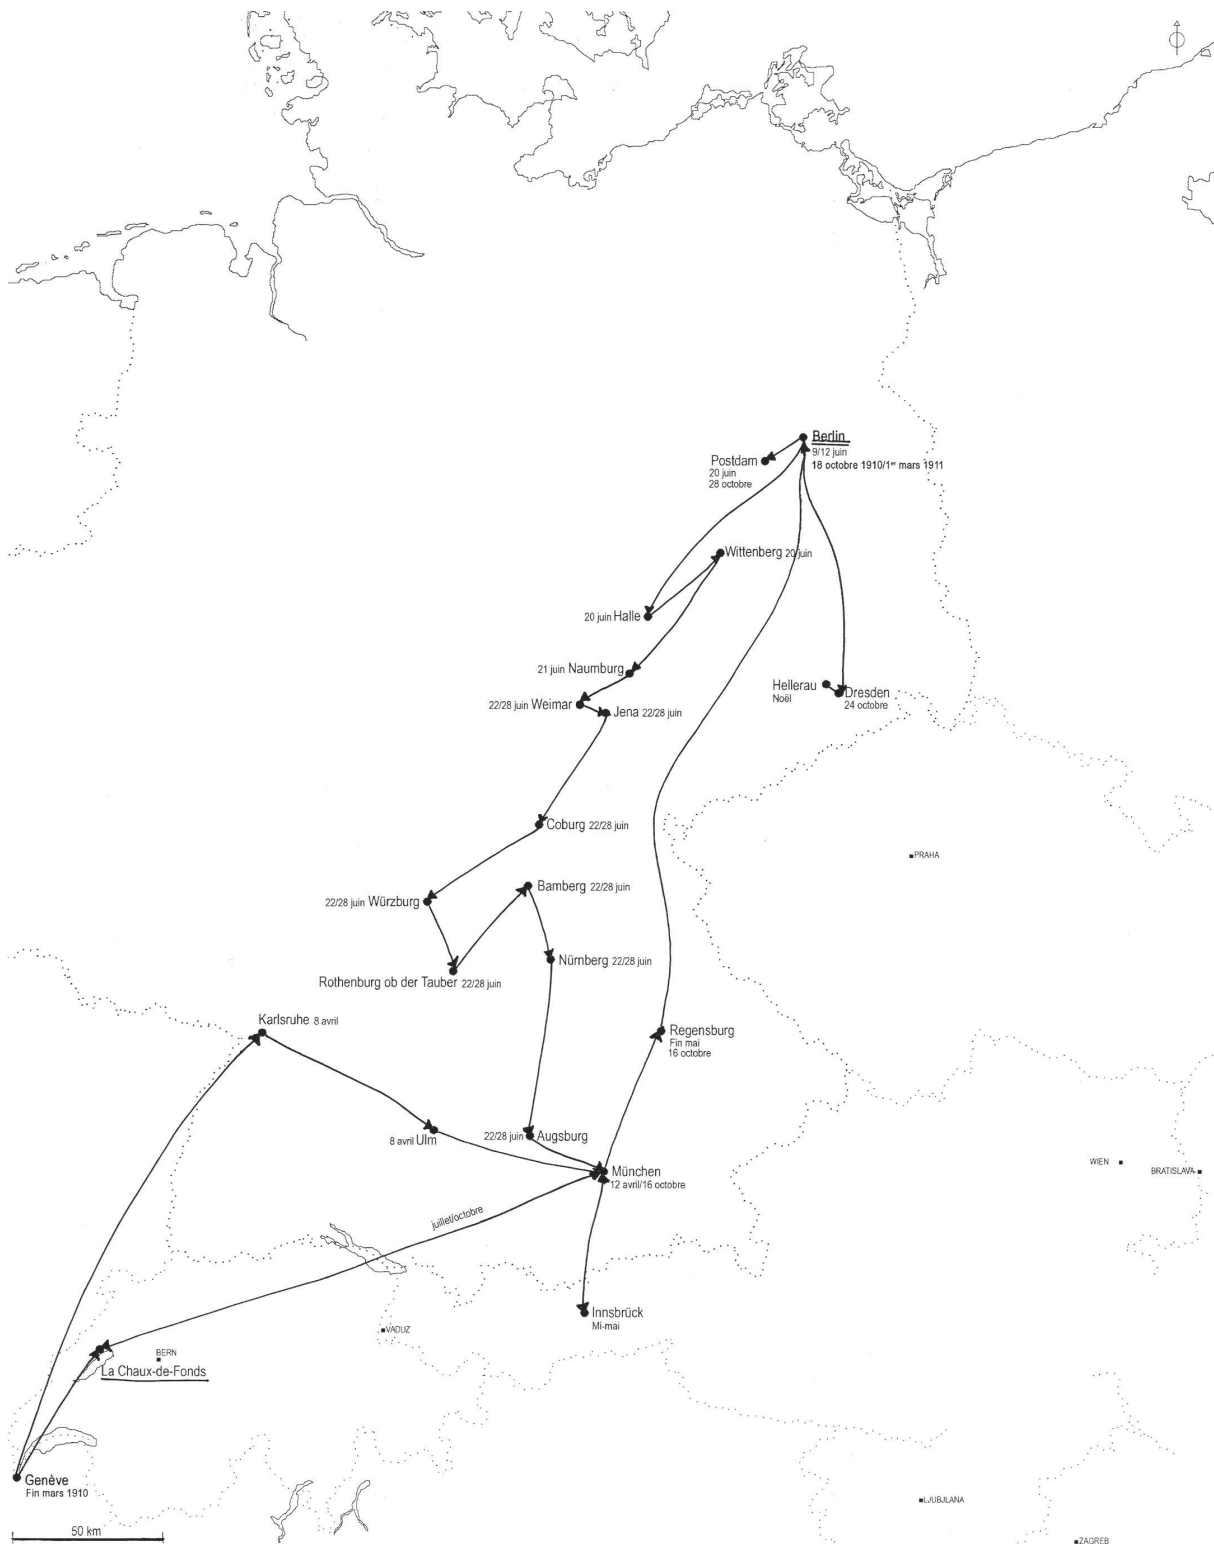 Berlin
9/12 juin
18 octobre 1910/1er mars 1911
Postdam
20 juin
28 octobre
Wittenberg 20 juin
20 juin Halle
21 juin Naumburg
22/28 juin Weimar
Jena 22/28 juin
Hellerau
Noël
Dresden
24 octobre
Coburg 22/28 juin
PRAHA
Bamberg 22/28 juin
22/28 juin Würzburg
Nürnberg 22/28 juin
Rothenburg ob der Tauber 22/28 juin
Karlsruhe 8 avril
Regensburg
Fin mai
16 octobre
8 avril Ulm
22/28 juin Augsburg
München
12 avril/16 octobre
WIEN
BRATISLAVA
juillet/octobre
Innsbrück
Mi-mai
VADUZ
BERN
La Chaux-de-Fonds
Genève
Fin mars 1910
LJUBJLANA
50 km
ZAGREB